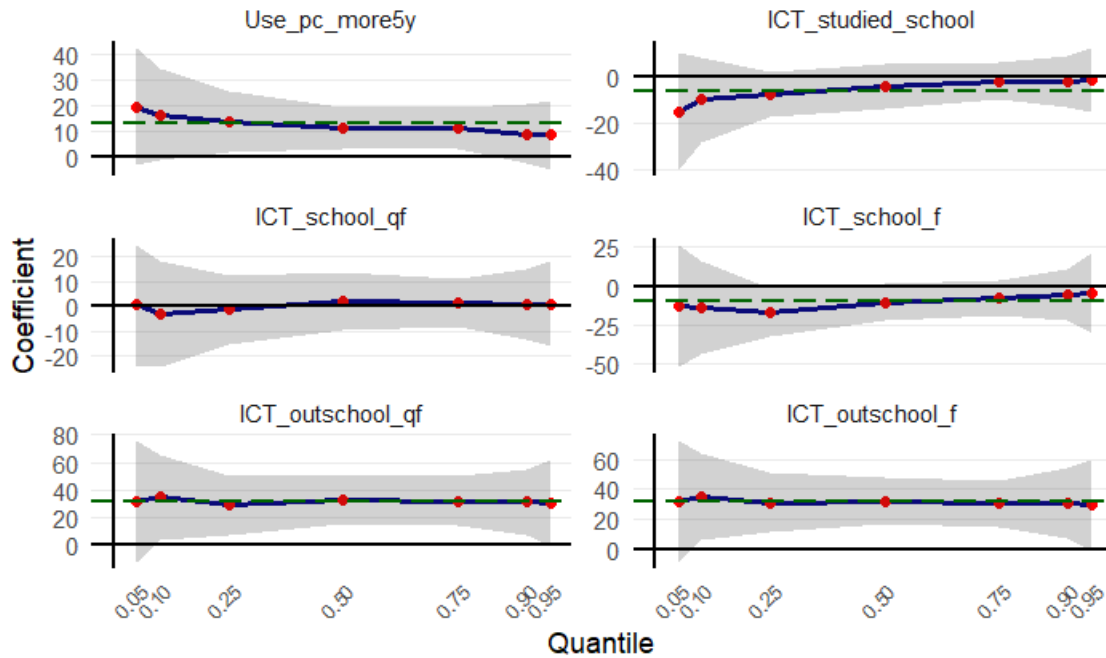 Use_pc_more5y
40
30
20
10
0
ICT_studied_school
0
-20
-40
ICT_school_qf
20
10
0
-10
-20
ICT_school_f
25
0
-25
-50
ICT_outschool_qf
80
60
40
20
0
ICT_outschool_f
60
40
20
0
Coefficient
0.05 0.10 0.25 0.50 0.75 0.90 0.95
0.05 0.10 0.25 0.50 0.75 0.90 0.95
Quantile